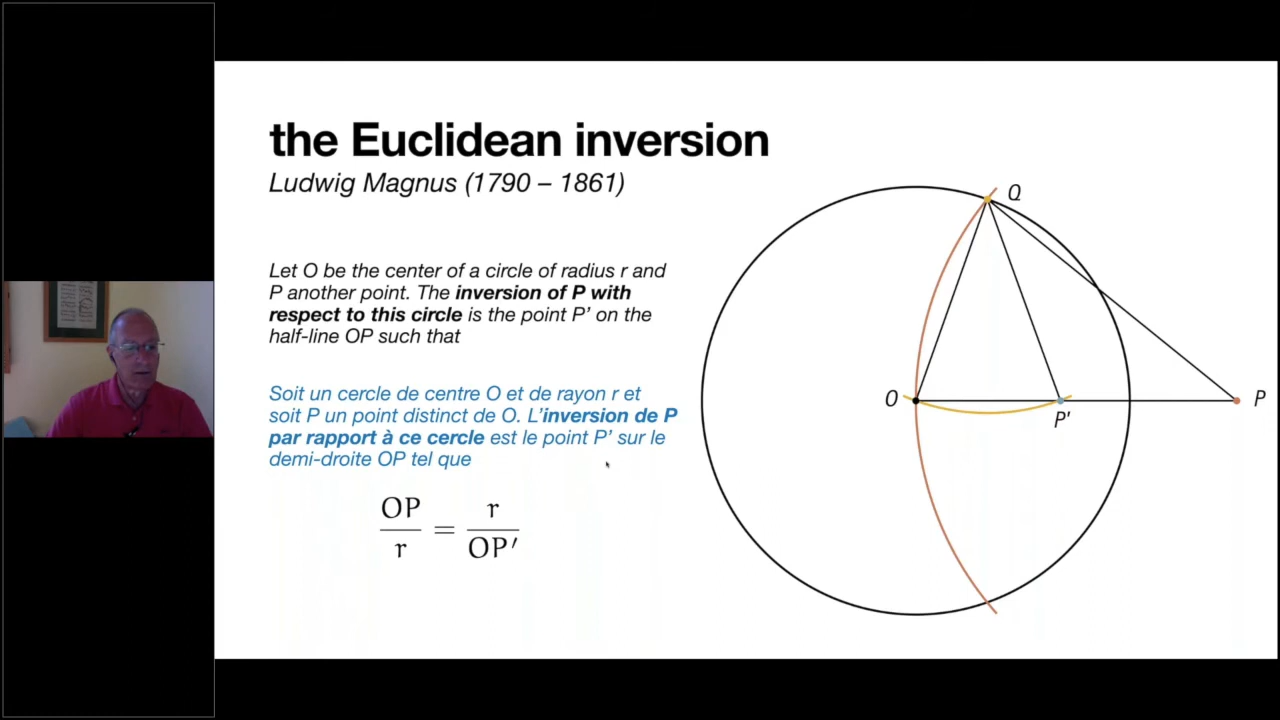 the Euclidean inversion
Ludwig Magnus (1790 – 1861)
Let O be the center of a circle of radius r and
P another point. The inversion of P with
respect to this circle is the point P’ on the
half-line OP such that
Soit un cercle de centre O et de rayon r et
soit P un point distinct de O. L’inversion de P
par rapport à ce cercle est le point P’ sur le
demi-droite OP tel que
OP/r = r/OP′
Q
O
P'
P